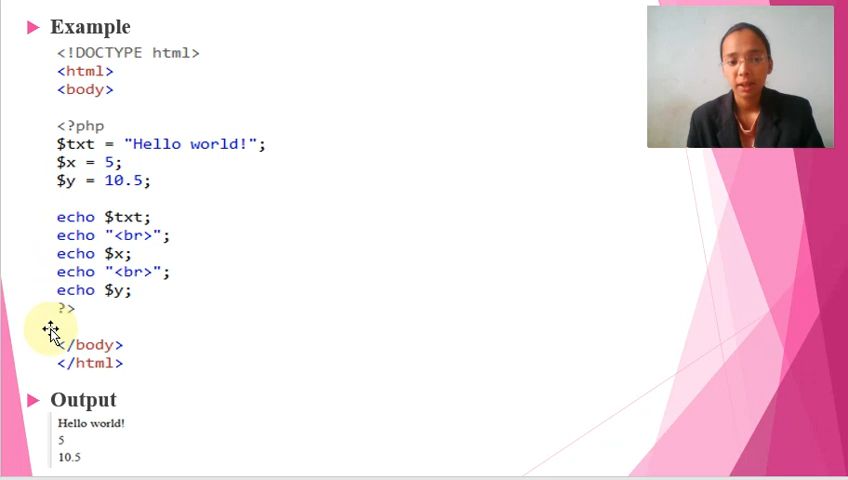 Example
<!DOCTYPE html>
<html>
<body>
<?php
$txt = "Hello world!";
$x = 5;
$y = 10.5;
echo $txt;
echo "<br>";
echo $x;
echo "<br>";
echo $y;
?>
</body>
</html>
Output
Hello world!
5
10.5